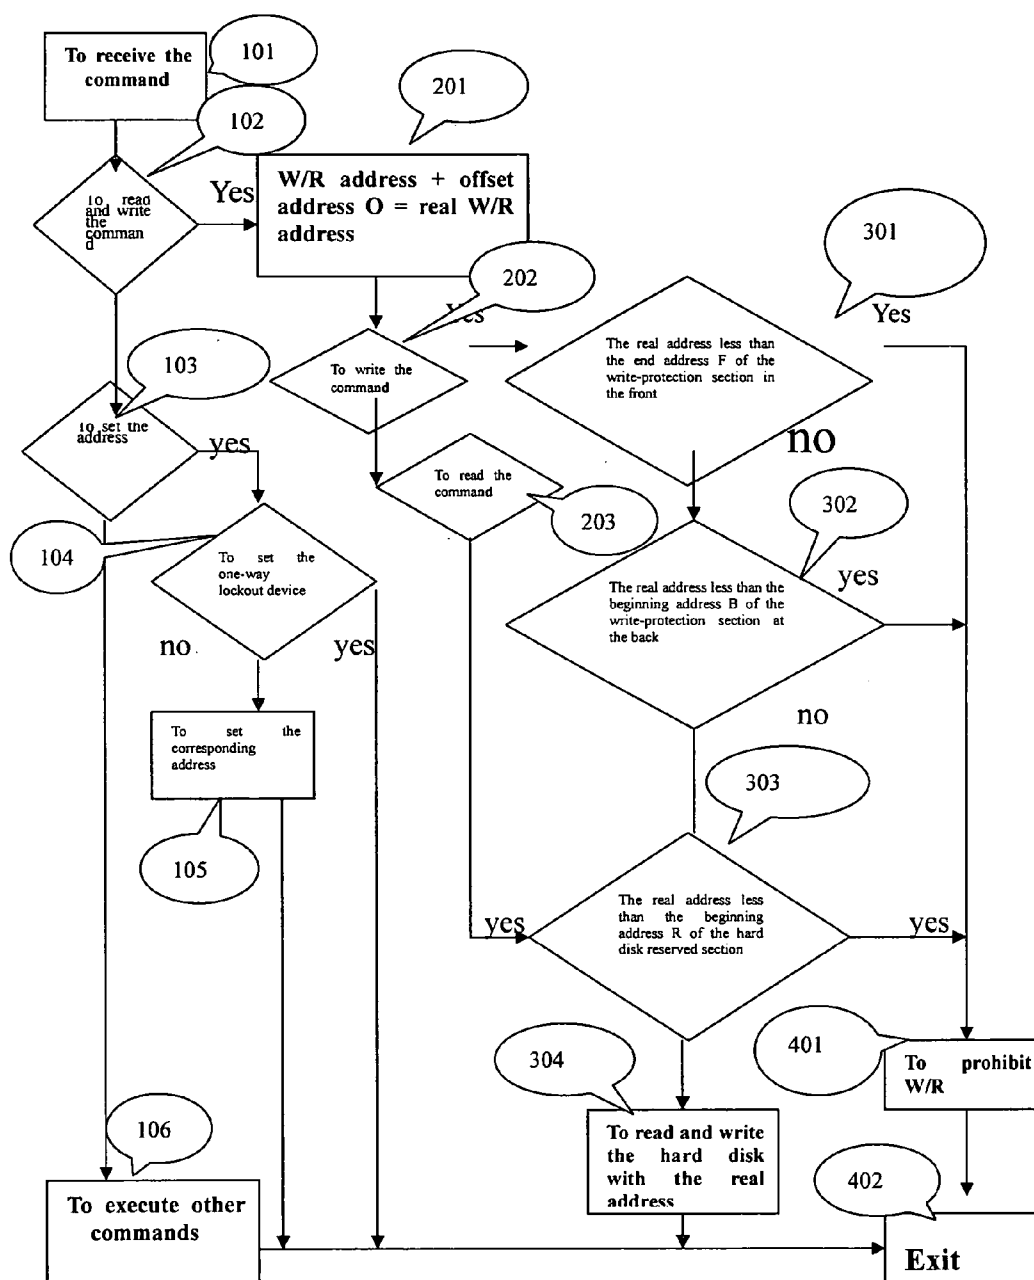 To receive the
command
101
102
201
To read
and write
the
comman
d
Yes
W/R address + offset
address O = real W/R
address
202
301
Yes
Yes
To write the
command
The real address less than
the end address F of the
write-protection section in
the front
103
To set the
address
yes
no
To read the
command
203
302
104
To set the
one-way
lockout device
The real address less than the
beginning address B of the
write-protection section at
the back
yes
no
yes
no
To set the
corresponding
address
105
303
The real address less
than the beginning
address R of the hard
disk reserved section
yes
yes
304
401
To prohibit
W/R
106
To read and write
the hard disk
with the real
address
402
To execute other
commands
Exit